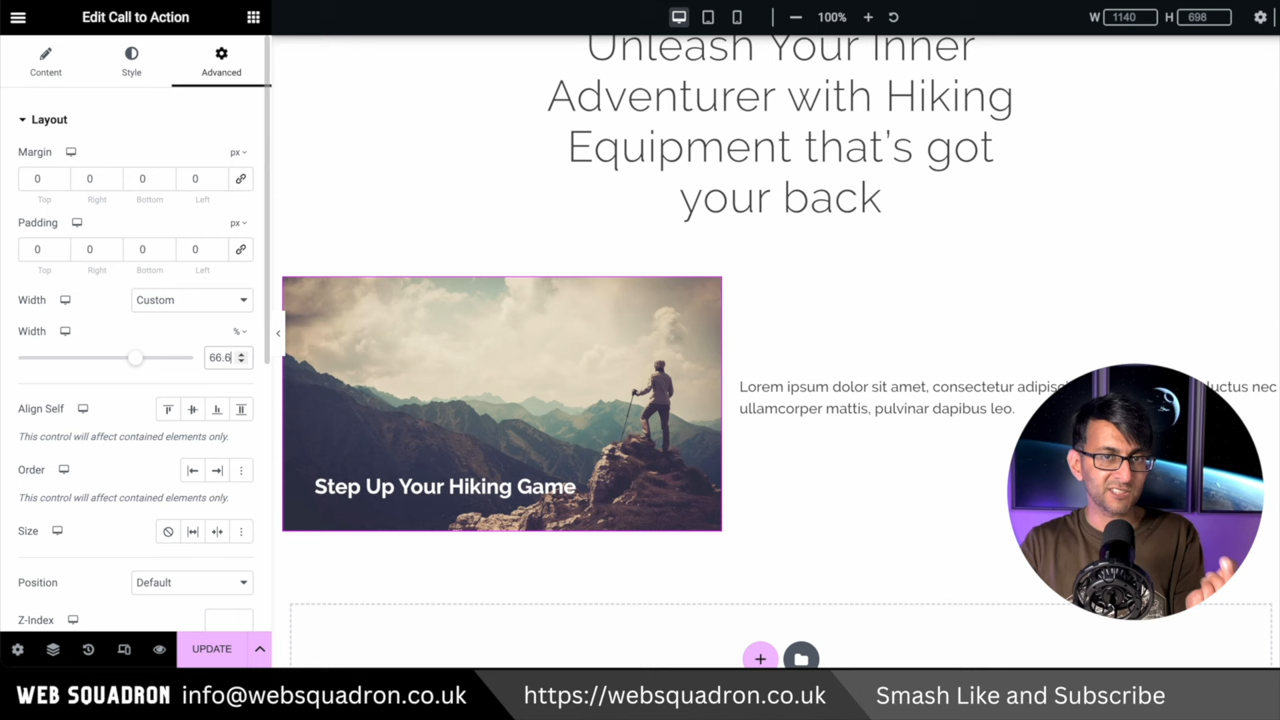 Edit Call to Action
100%
W 1140 H 698
Content Style Advanced
Layout
Margin px
0 0 0 0
Top Right Bottom Left
Padding px
0 0 0 0
Top Right Bottom Left
Width Custom
Width %
66.6
Align Self
This control will affect contained elements only.
Order
This control will affect contained elements only.
Size
Position Default
Z-Index
UPDATE
Unleash Your Inner
Adventurer with Hiking
Equipment that's got
your back
Step Up Your Hiking Game
Lorem ipsum dolor sit amet, consectetur adipisc uctus nec
ullamcorper mattis, pulvinar dapibus leo.
WEB SQUADRON info@websquadron.co.uk https://websquadron.co.uk Smash Like and Subscribe